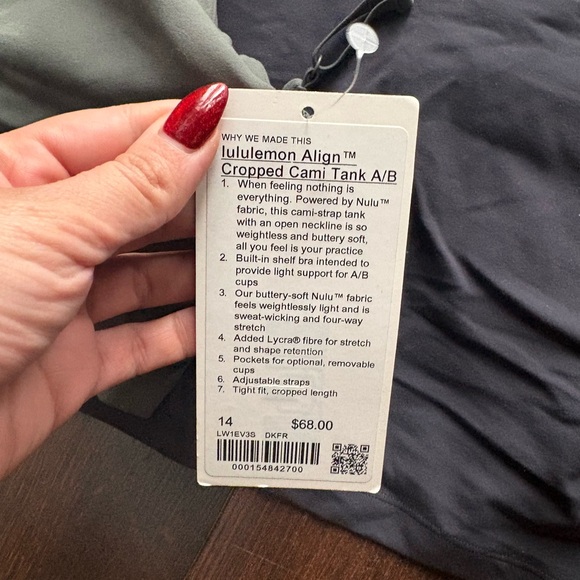 WHY WE MADE THIS
lululemon Align™
Cropped Cami Tank A/B
1. When feeling nothing is
everything. Powered by Nulu™
fabric, this cami-strap tank
with an open neckline is so
weightless and buttery soft,
all you feel is your practice
2. Built-in shelf bra intended to
provide light support for A/B
cups
3. Our buttery-soft Nulu™ fabric
feels weightlessly light and is
sweat-wicking and four-way
stretch
4. Added Lycra® fibre for stretch
and shape retention
5. Pockets for optional, removable
cups
6. Adjustable straps
7. Tight fit, cropped length
14 $68.00
LW1EV3S DKFR
000154842700